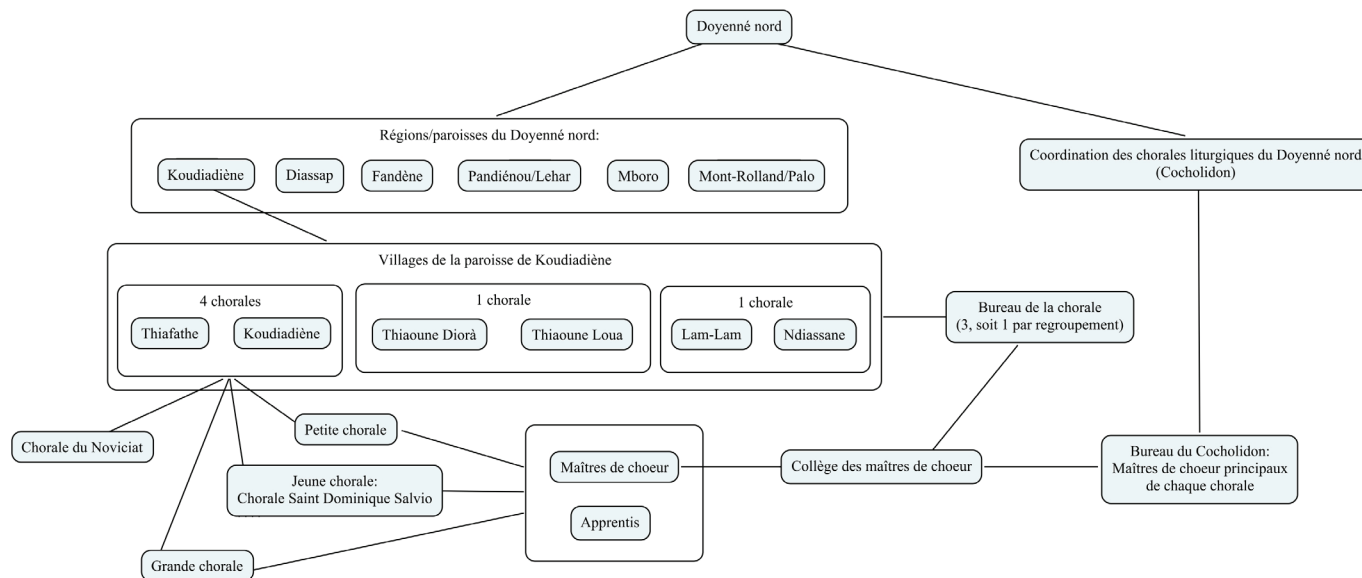 Doyenné nord
Régions/paroisses du Doyenné nord:
Koudiadiène
Diassap
Fandène
Pandiénou/Lehar
Mboro
Mont-Rolland/Palo
Coordination des chorales liturgiques du Doyenné nord
(Cocholidon)
Villages de la paroisse de Koudiadiène
4 chorales
Thiafathe
Koudiadiène
1 chorale
Thiaoune Diorà
Thiaoune Loua
1 chorale
Lam-Lam
Ndiassane
Bureau de la chorale
(3, soit 1 par regroupement)
Chorale du Noviciat
Petite chorale
Jeune chorale:
Chorale Saint Dominique Salvio
Grande chorale
Maîtres de choeur
Apprentis
Collège des maîtres de choeur
Bureau du Cocholidon:
Maîtres de choeur principaux
de chaque chorale